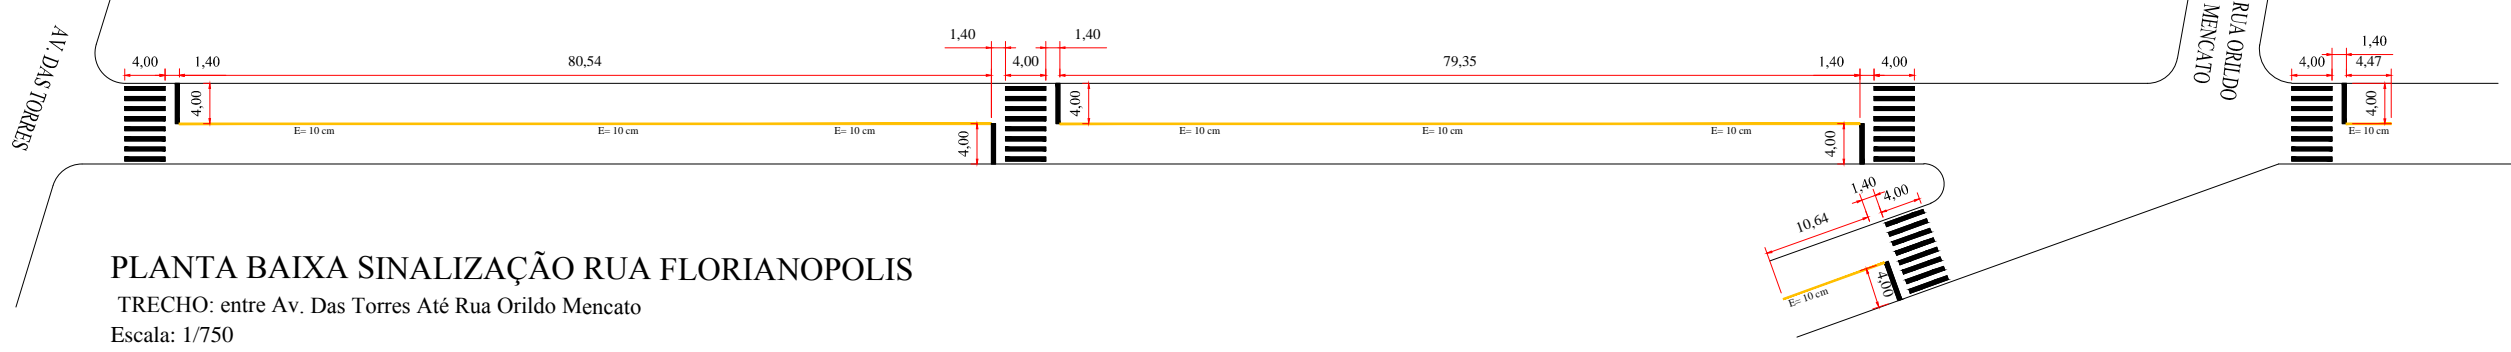 AV. DAS TORRES
4,00
1,40
80,54
1,40
4,00
1,40
79,35
1,40
4,00
RUA ORILDO
MENCATO
4,00
1,40
4,47
4,00
E= 10 cm
E= 10 cm
E= 10 cm
4,00
4,00
E= 10 cm
E= 10 cm
E= 10 cm
4,00
4,00
E= 10 cm
1,40
4,00
10,64
4,00
E= 10 cm
PLANTA BAIXA SINALIZAÇÃO RUA FLORIANOPOLIS
TRECHO: entre Av. Das Torres Até Rua Orildo Mencato
Escala: 1/750